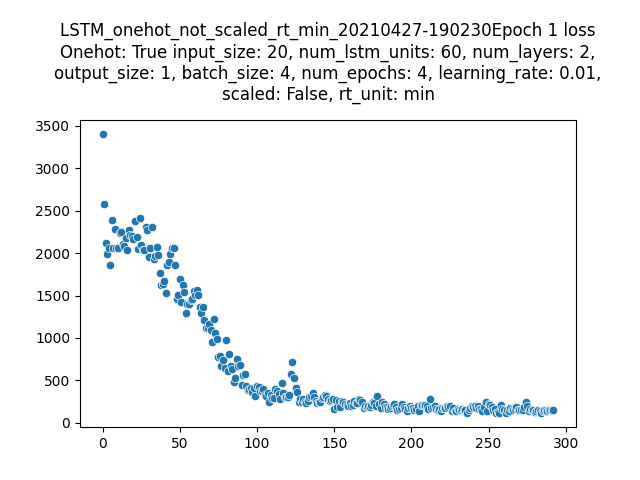 LSTM_onehot_not_scaled_rt_min_20210427-190230Epoch 1 loss
Onehot: True input_size: 20, num_lstm_units: 60, num_layers: 2,
output_size: 1, batch_size: 4, num_epochs: 4, learning_rate: 0.01,
scaled: False, rt_unit: min
3500
3000
2500
2000
1500
1000
500
0
0 50 100 150 200 250 300